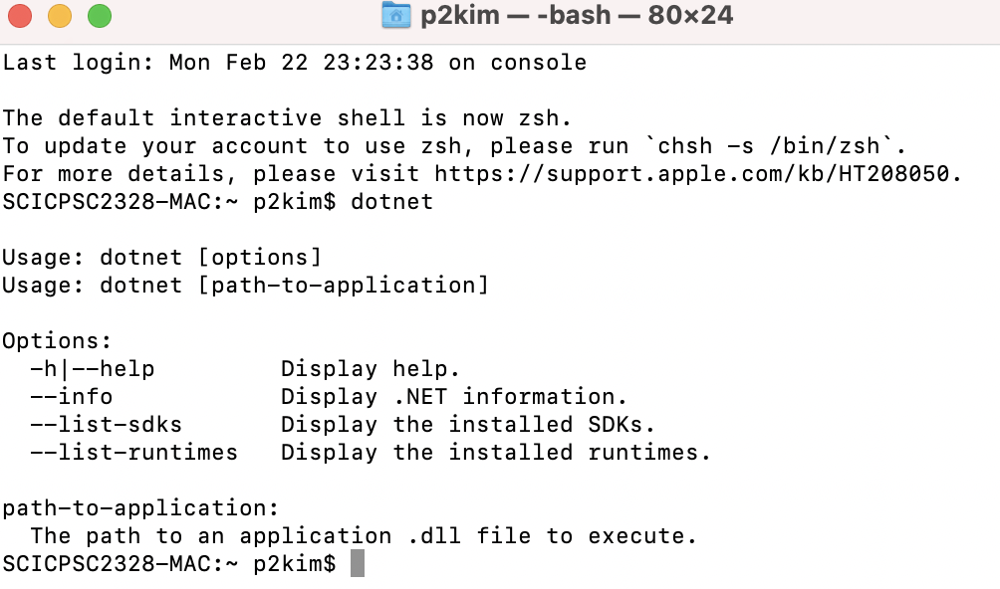 p2kim — -bash — 80×24
Last login: Mon Feb 22 23:23:38 on console
The default interactive shell is now zsh.
To update your account to use zsh, please run `chsh -s /bin/zsh`.
For more details, please visit https://support.apple.com/kb/HT208050.
SCICPSC2328-MAC:~ p2kim$ dotnet
Usage: dotnet [options]
Usage: dotnet [path-to-application]
Options:
  -h|--help         Display help.
  --info            Display .NET information.
  --list-sdks       Display the installed SDKs.
  --list-runtimes   Display the installed runtimes.
path-to-application:
  The path to an application .dll file to execute.
SCICPSC2328-MAC:~ p2kim$